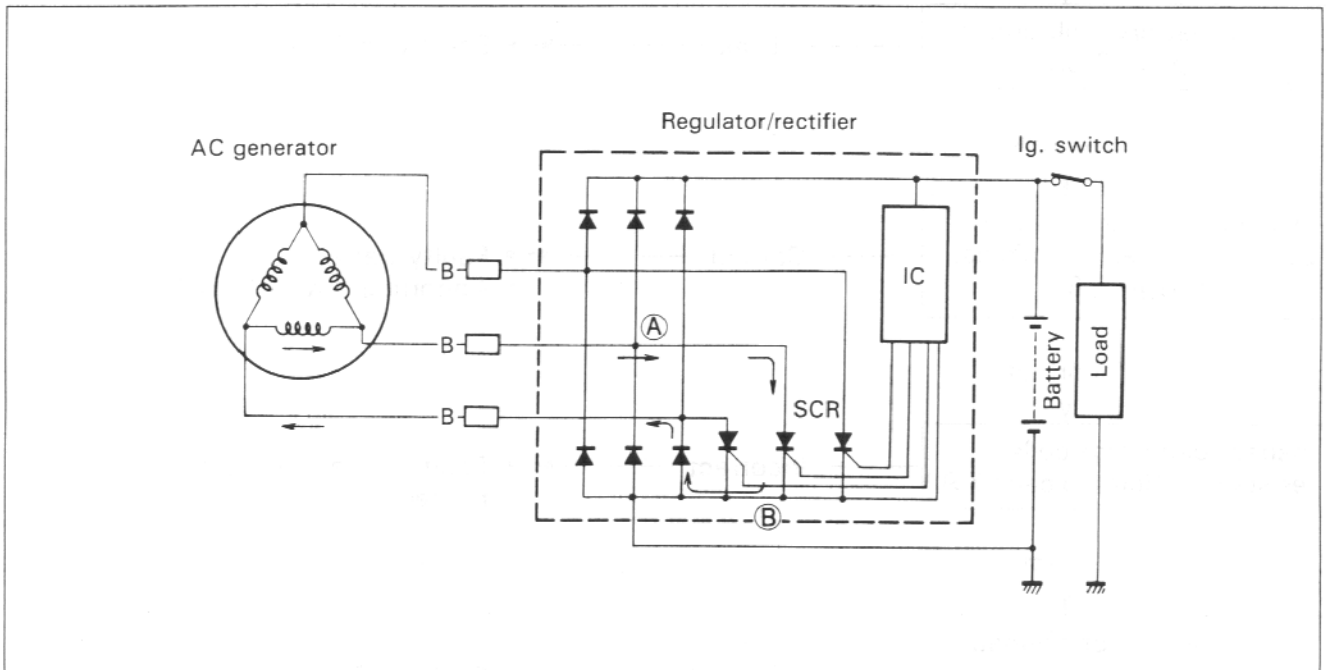 Regulator/rectifier
AC generator
Ig. switch
B
IC
A
B
Battery
Load
B
SCR
B